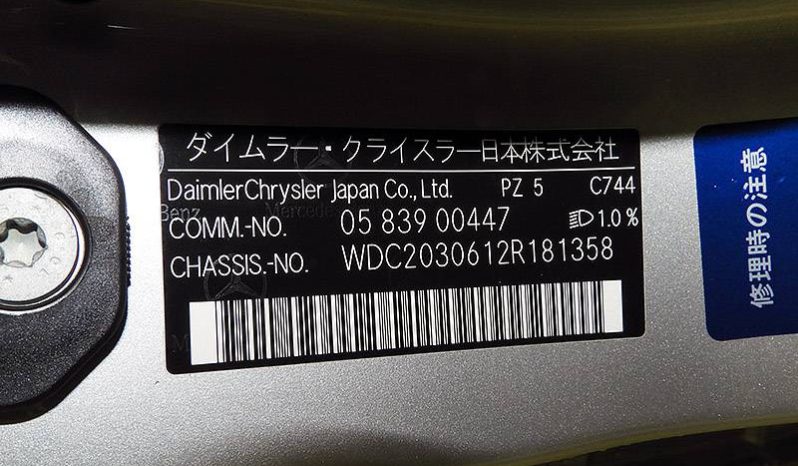 ダイムラー・クライスラー日本株式会社
DaimlerChrysler Japan Co., Ltd. PZ 5 C744
COMM.-NO. 05 839 00447 1.0 %
CHASSIS.-NO. WDC2030612R181358
修理時の注意